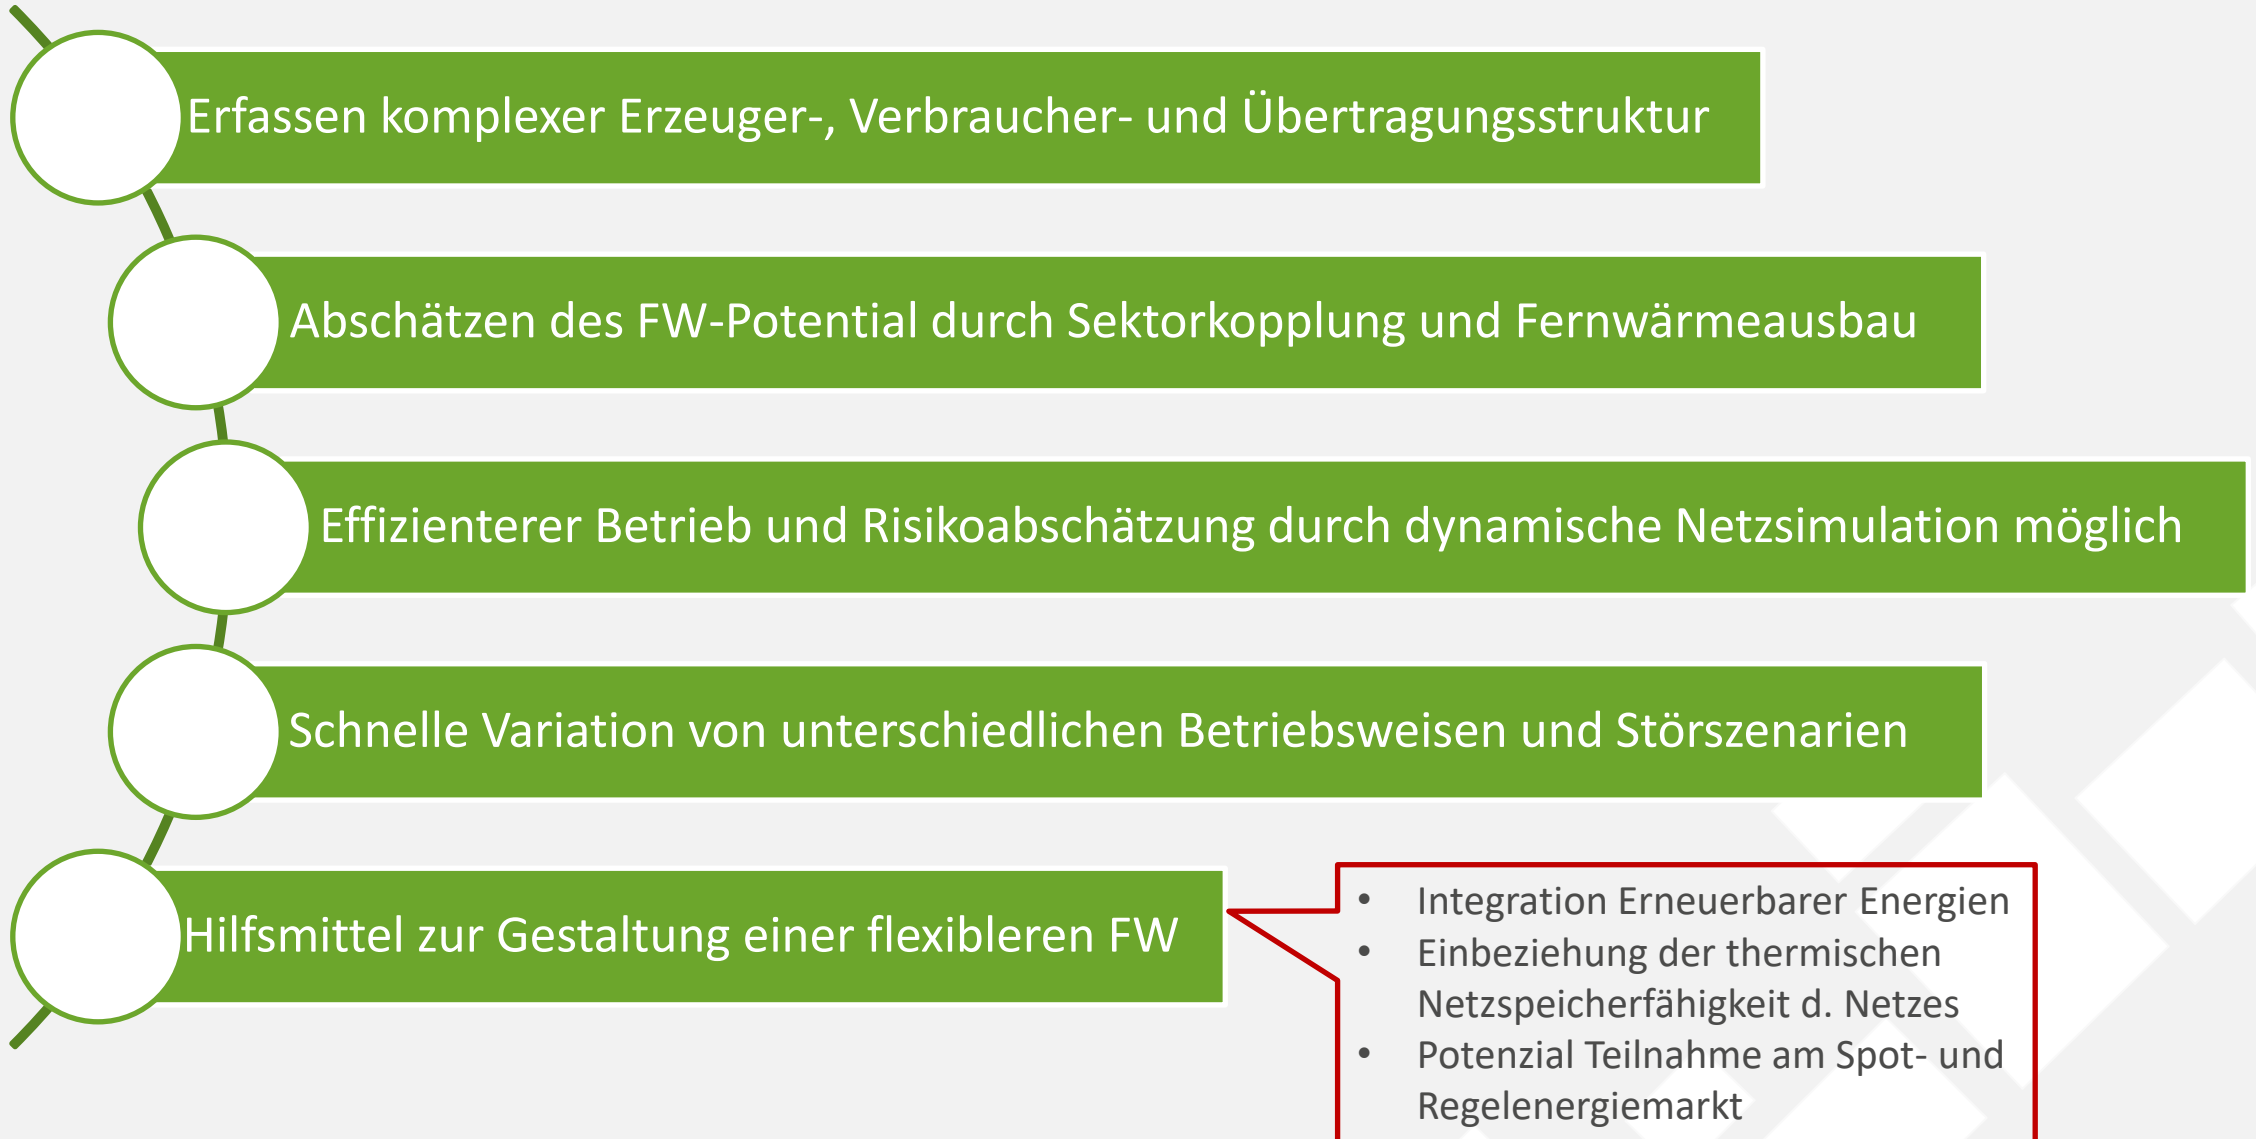 Erfassen komplexer Erzeuger-, Verbraucher- und Übertragungsstruktur
Abschätzen des FW-Potential durch Sektorkopplung und Fernwärmeausbau
Effizienterer Betrieb und Risikoabschätzung durch dynamische Netzsimulation möglich
Schnelle Variation von unterschiedlichen Betriebsweisen und Störszenarien
Hilfsmittel zur Gestaltung einer flexibleren FW
• Integration Erneuerbarer Energien
• Einbeziehung der thermischen
Netzspeicherfähigkeit d. Netzes
• Potenzial Teilnahme am Spot- und
Regelenergiemarkt